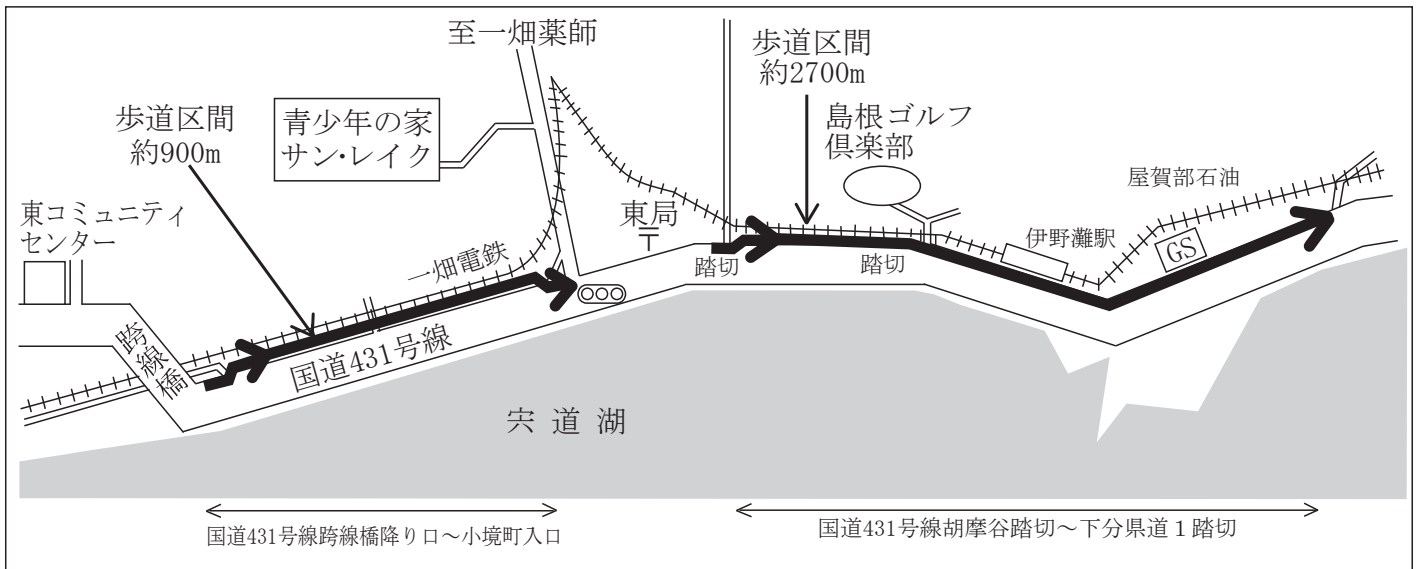 至一畑薬師
歩道区間
約2700m
歩道区間
約900m
青少年の家
サン・レイク
島根ゴルフ
倶楽部
屋賀部石油
東コミュニティ
センター
東局
〒
伊野灘駅
踏切
踏切
GS
一畑電鉄
跨線橋
国道431号線
宍道湖
国道431号線跨線橋降り口～小境町入口
国道431号線胡摩谷踏切～下分県道1踏切